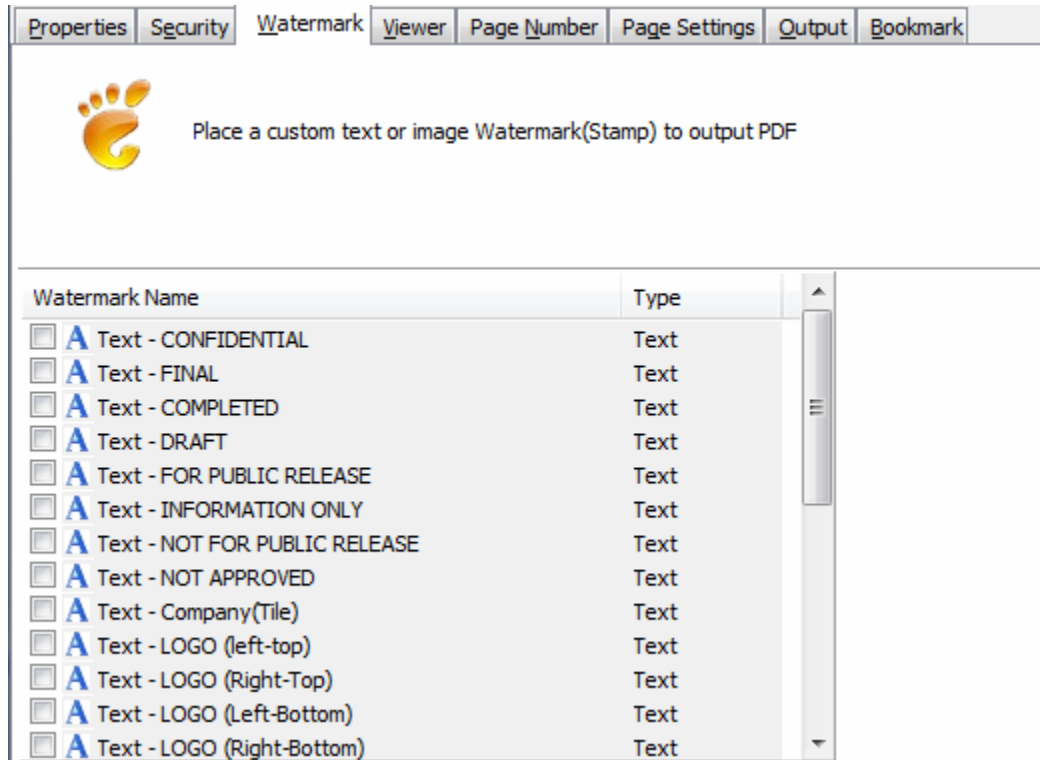 Properties Security Watermark Viewer Page Number Page Settings Output Bookmark
Place a custom text or image Watermark(Stamp) to output PDF
Watermark Name Type
A Text - CONFIDENTIAL Text
A Text - FINAL Text
A Text - COMPLETED Text
A Text - DRAFT Text
A Text - FOR PUBLIC RELEASE Text
A Text - INFORMATION ONLY Text
A Text - NOT FOR PUBLIC RELEASE Text
A Text - NOT APPROVED Text
A Text - Company(Tile) Text
A Text - LOGO (left-top) Text
A Text - LOGO (Right-Top) Text
A Text - LOGO (Left-Bottom) Text
A Text - LOGO (Right-Bottom) Text